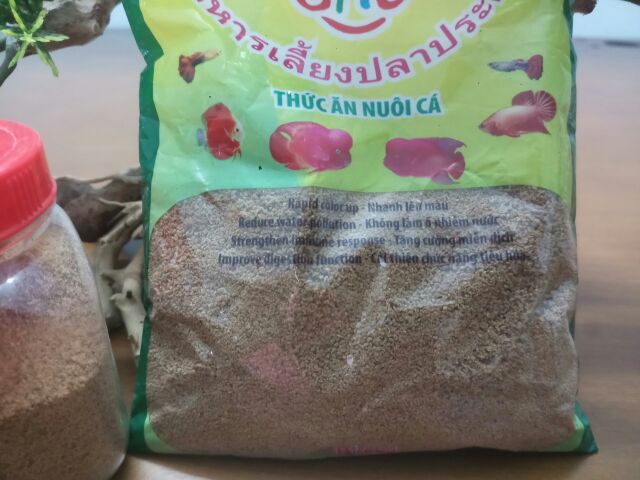 อาหารเลี้ยงปลาประ
THỨC ĂN NUÔI CÁ
Rapid color up - Nhanh lên màu
Reduce water pollution - Không làm ô nhiễm nước
Strengthen immune response - Tăng cường miễn dịch
Improve digestion function - Cải thiện chức năng tiêu hóa